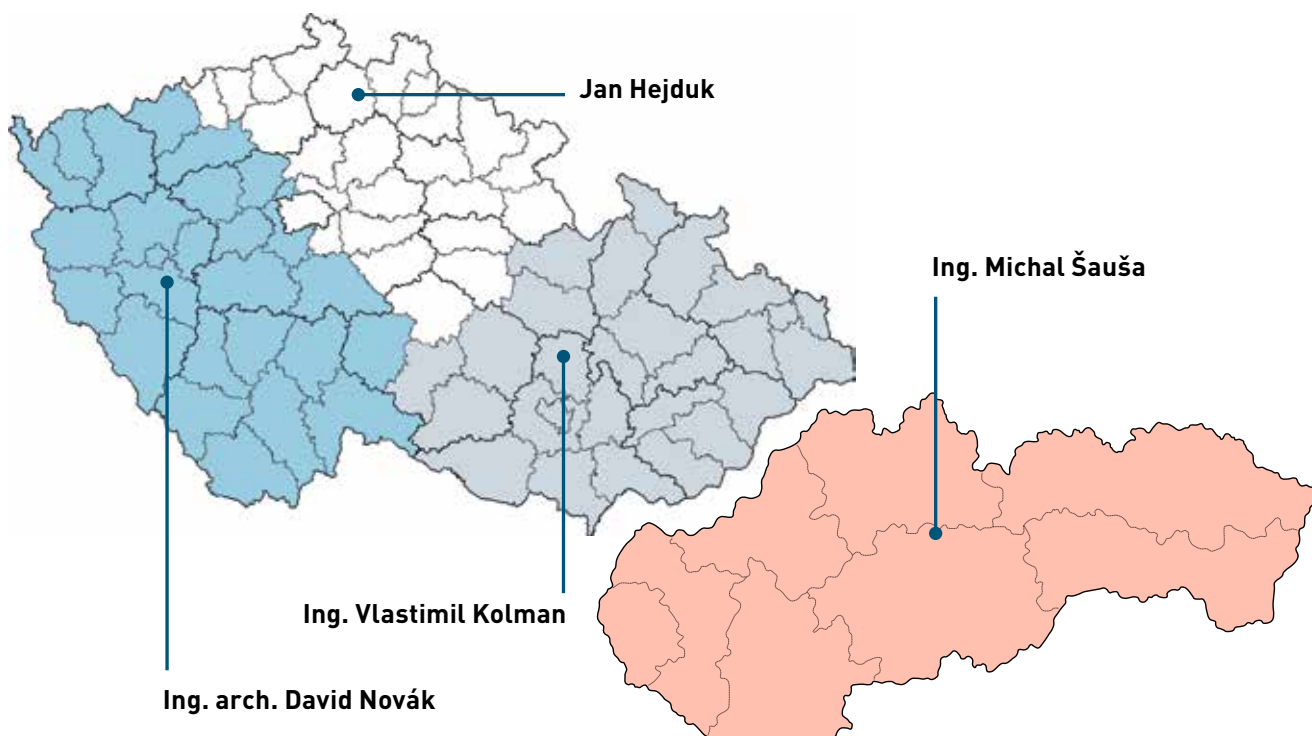 Jan Hejduk
Ing. Michal Šauša
Ing. Vlastimil Kolman
Ing. arch. David Novák